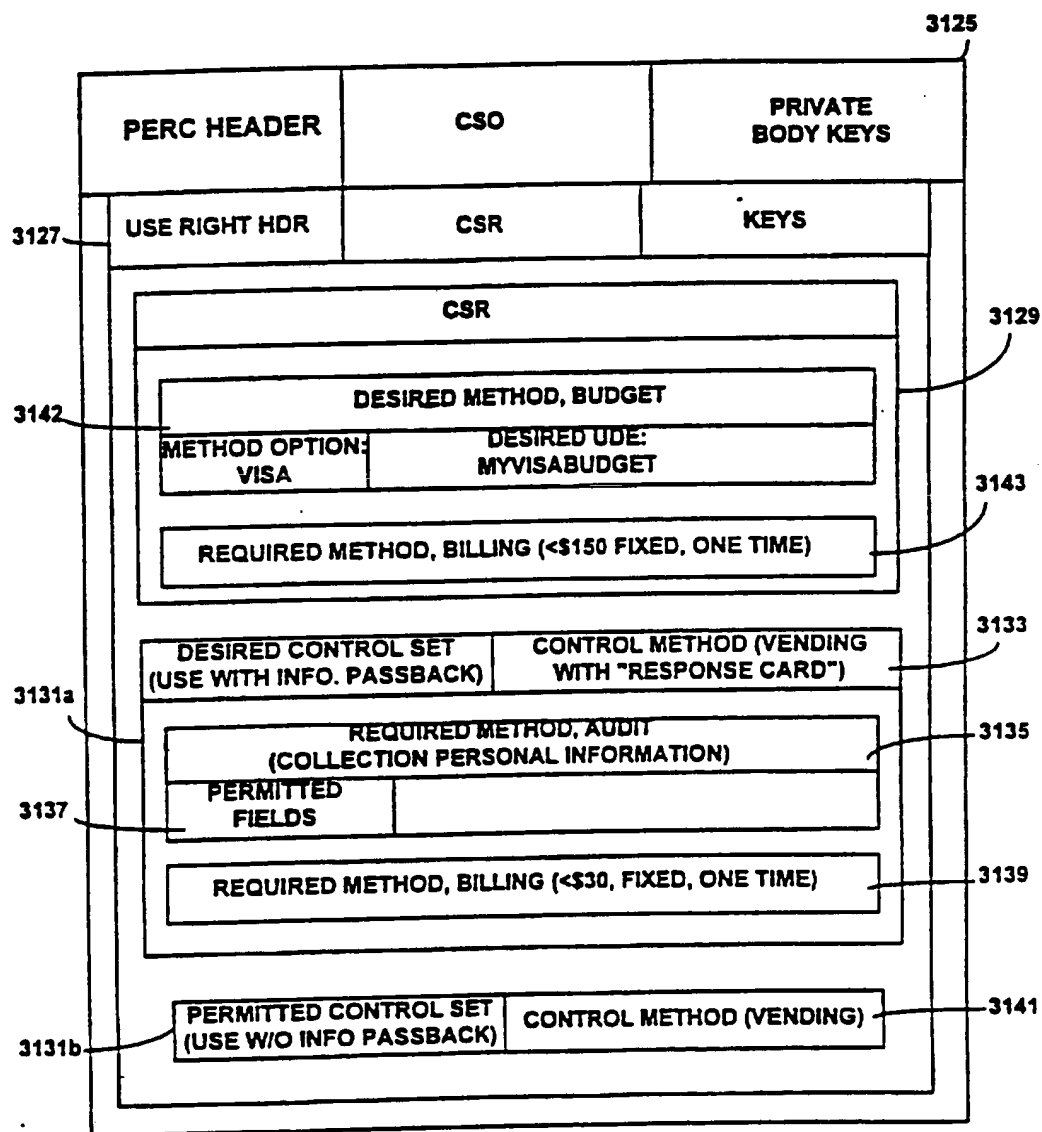 3125
PERC HEADER
CSO
PRIVATE
BODY KEYS
3127
USE RIGHT HDR
CSR
KEYS
CSR
3129
DESIRED METHOD, BUDGET
3142
METHOD OPTION:
VISA
DESIRED UDE:
MYVISABUDGET
3143
REQUIRED METHOD, BILLING (<$150 FIXED, ONE TIME)
DESIRED CONTROL SET
(USE WITH INFO. PASSBACK)
CONTROL METHOD (VENDING
WITH "RESPONSE CARD")
3133
3131a
REQUIRED METHOD, AUDIT
(COLLECTION PERSONAL INFORMATION)
3135
3137
PERMITTED
FIELDS
REQUIRED METHOD, BILLING (<$30, FIXED, ONE TIME)
3139
PERMITTED CONTROL SET
(USE W/O INFO PASSBACK)
CONTROL METHOD (VENDING)
3141
3131b